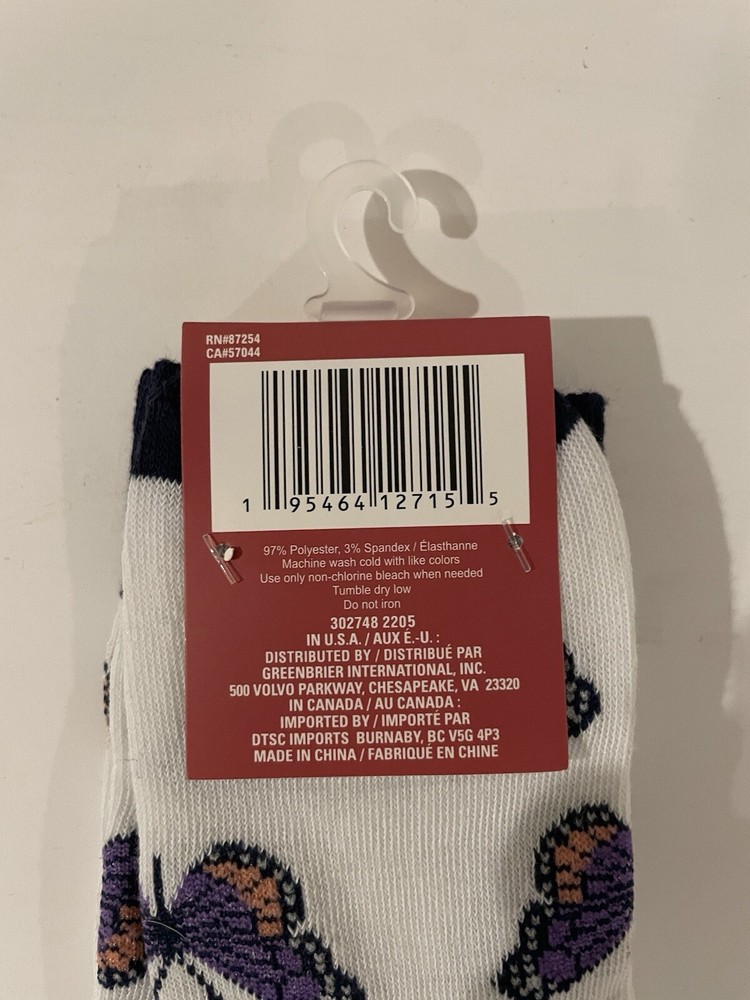 RN#87254
CA#57044
1 95464 12715 5
97% Polyester, 3% Spandex / Élasthanne
Machine wash cold with like colors
Use only non-chlorine bleach when needed
Tumble dry low
Do not iron
302748 2205
IN U.S.A. / AUX É.-U. :
DISTRIBUTED BY / DISTRIBUÉ PAR
GREENBRIER INTERNATIONAL, INC.
500 VOLVO PARKWAY, CHESAPEAKE, VA 23320
IN CANADA / AU CANADA :
IMPORTED BY / IMPORTÉ PAR
DTSC IMPORTS BURNABY, BC V5G 4P3
MADE IN CHINA / FABRIQUÉ EN CHINE